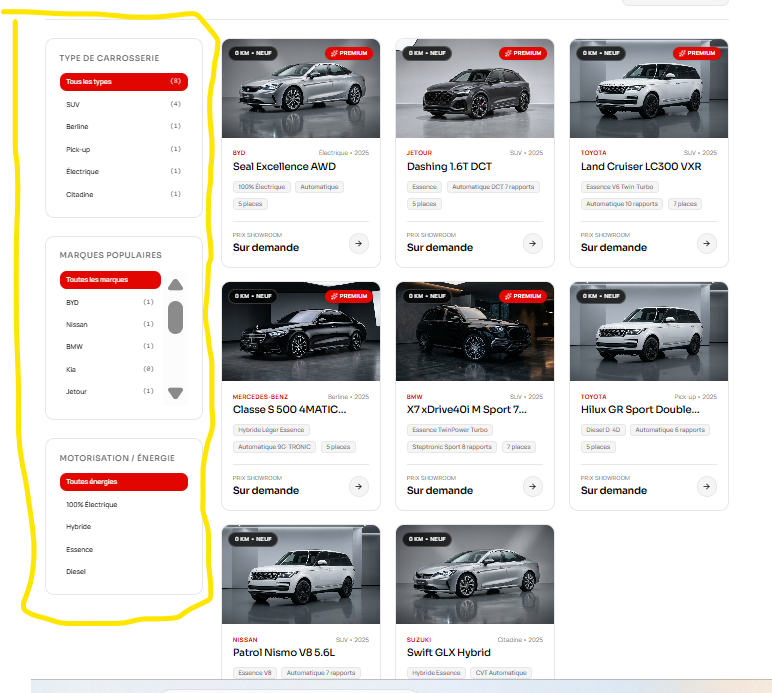 TYPE DE CARROSSERIE
Tous les types (8)
SUV (4)
Berline (1)
Pick-up (1)
Électrique (1)
Citadine (1)
MARQUES POPULAIRES
Toutes les marques
BYD (1)
Nissan (1)
BMW (1)
Kia (0)
Jetour (1)
MOTORISATION / ÉNERGIE
Toutes énergies
100% Électrique
Hybride
Essence
Diesel
0 KM • NEUF PREMIUM
BYD Électrique • 2025
Seal Excellence AWD
100% Électrique Automatique
5 places
PRIX SHOWROOM
Sur demande
0 KM • NEUF PREMIUM
JETOUR SUV • 2025
Dashing 1.6T DCT
Essence Automatique DCT 7 rapports
5 places
PRIX SHOWROOM
Sur demande
0 KM • NEUF PREMIUM
TOYOTA SUV • 2025
Land Cruiser LC300 VXR
Essence V6 Twin-Turbo
Automatique 10 rapports 7 places
PRIX SHOWROOM
Sur demande
0 KM • NEUF PREMIUM
MERCEDES-BENZ Berline • 2025
Classe S 500 4MATIC...
Hybride Léger Essence
Automatique 9G-TRONIC 5 places
PRIX SHOWROOM
Sur demande
0 KM • NEUF PREMIUM
BMW SUV • 2025
X7 xDrive40i M Sport 7...
Essence TwinPower Turbo
Steptronic Sport 8 rapports 7 places
PRIX SHOWROOM
Sur demande
0 KM • NEUF
TOYOTA Pick-up • 2025
Hilux GR Sport Double...
Diesel D-4D Automatique 6 rapports
5 places
PRIX SHOWROOM
Sur demande
0 KM • NEUF
NISSAN SUV • 2025
Patrol Nismo V8 5.6L
Essence V8 Automatique 7 rapports
0 KM • NEUF
SUZUKI Citadine • 2025
Swift GLX Hybrid
Hybride Essence CVT Automatique